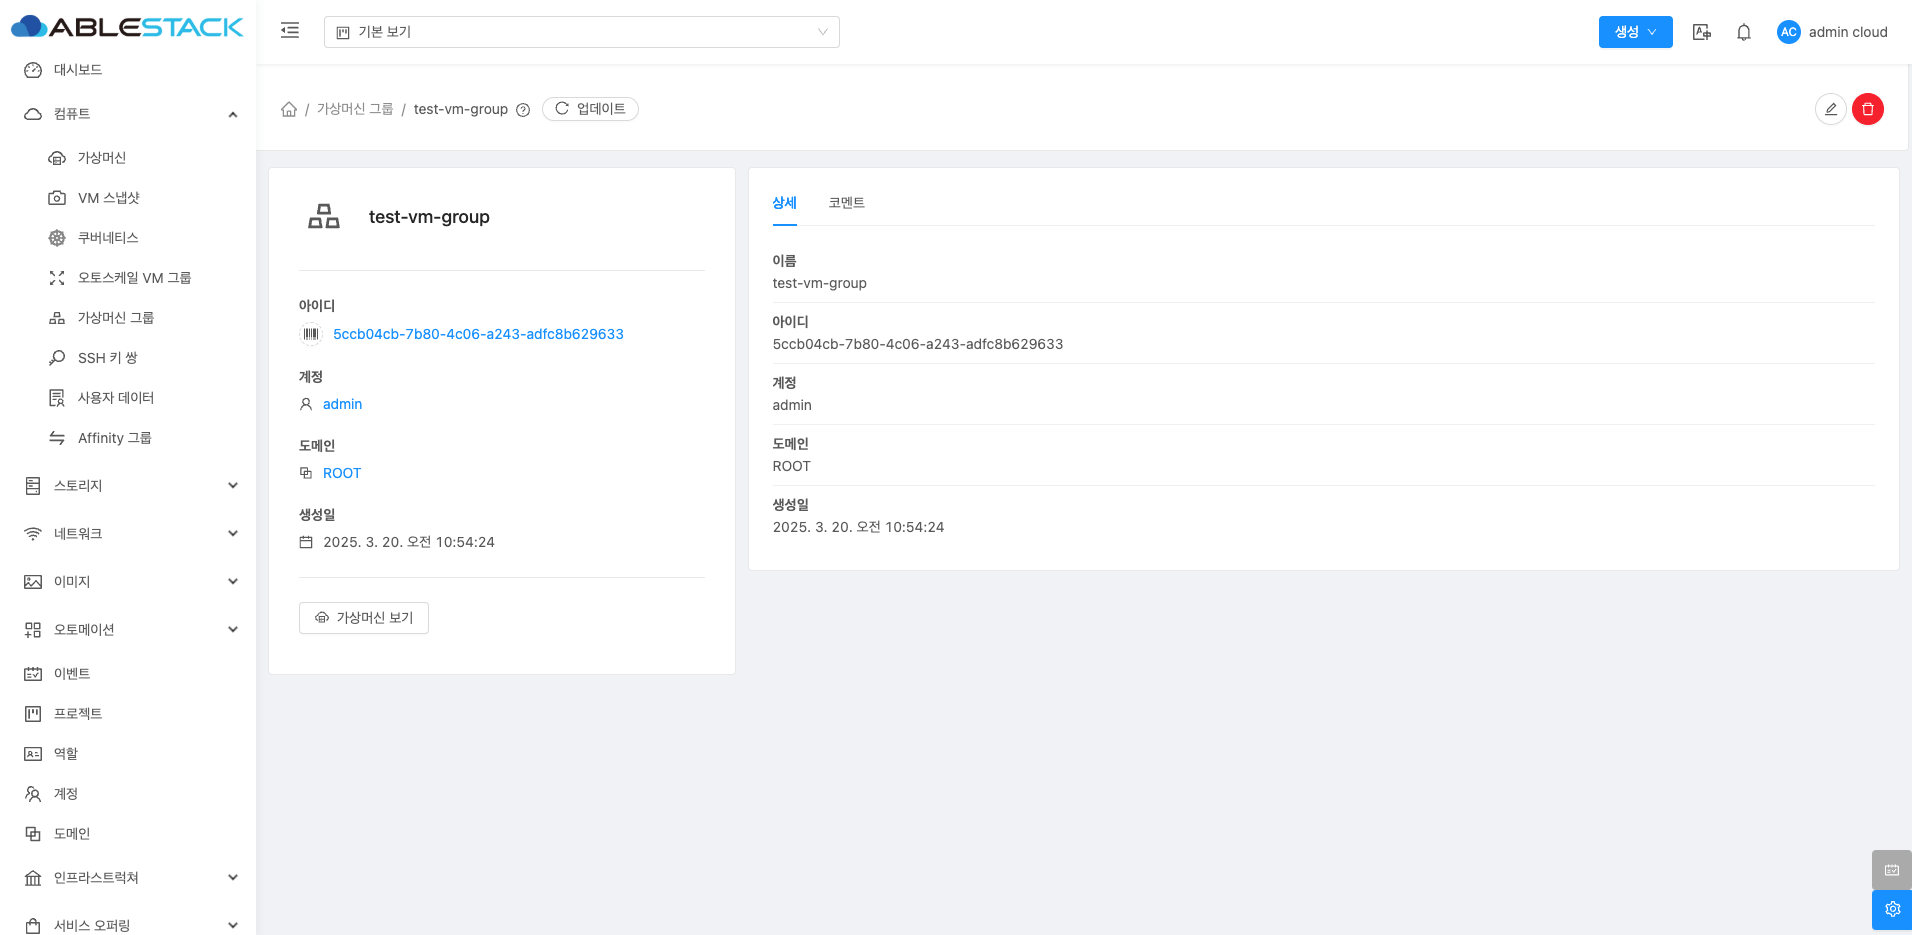 ABLESTACK
기본 보기
생성
AC
admin cloud
대시보드
컴퓨트
가상머신
VM 스냅샷
쿠버네티스
오토스케일 VM 그룹
가상머신 그룹
SSH 키 쌍
사용자 데이터
Affinity 그룹
스토리지
네트워크
이미지
오토메이션
이벤트
프로젝트
역할
계정
도메인
인프라스트럭쳐
서비스 오퍼링
/ 가상머신 그룹 / test-vm-group
업데이트
test-vm-group
아이디
5ccb04cb-7b80-4c06-a243-adfc8b629633
계정
admin
도메인
ROOT
생성일
2025. 3. 20. 오전 10:54:24
가상머신 보기
상세
코멘트
이름
test-vm-group
아이디
5ccb04cb-7b80-4c06-a243-adfc8b629633
계정
admin
도메인
ROOT
생성일
2025. 3. 20. 오전 10:54:24